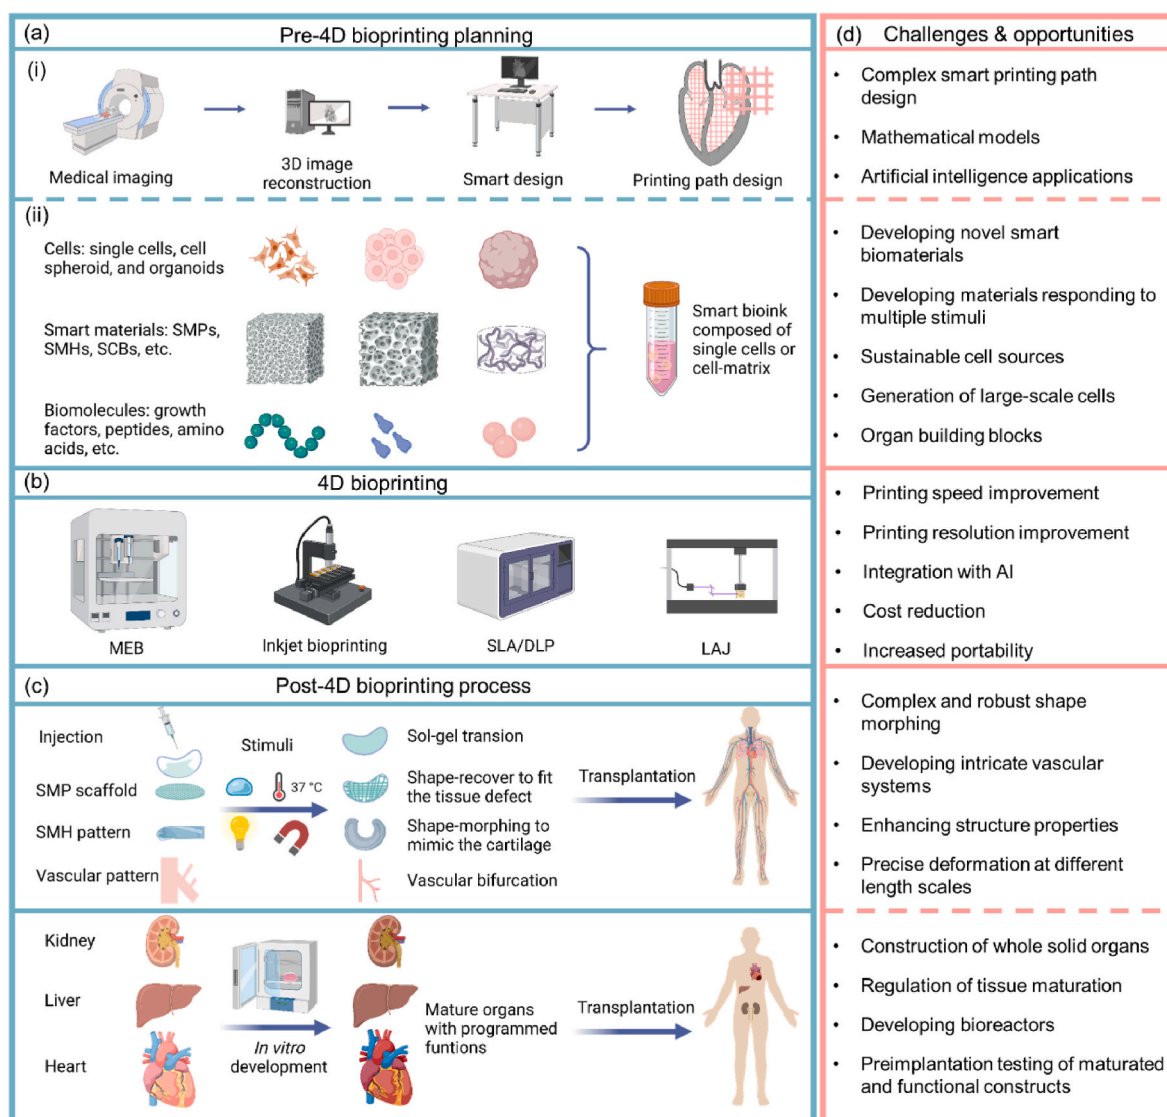 (a)
Pre-4D bioprinting planning
(i)
Medical imaging
3D image
reconstruction
Smart design
Printing path design
(ii)
Cells: single cells, cell
spheroid, and organoids
Smart materials: SMPs,
SMHs, SCBs, etc.
Biomolecules: growth
factors, peptides, amino
acids, etc.
Smart bioink
composed of
single cells or
cell-matrix
(b)
4D bioprinting
MEB
Inkjet bioprinting
SLA/DLP
LAJ
(c)
Post-4D bioprinting process
Injection
SMP scaffold
SMH pattern
Vascular pattern
Stimuli
37 °C
Sol-gel transion
Shape-recover to fit
the tissue defect
Shape-morphing to
mimic the cartilage
Vascular bifurcation
Transplantation
Kidney
Liver
Heart
In vitro
development
Mature organs
with programmed
funtions
Transplantation
(d)
Challenges & opportunities
• Complex smart printing path
design
• Mathematical models
• Artificial intelligence applications
• Developing novel smart
biomaterials
• Developing materials responding to
multiple stimuli
• Sustainable cell sources
• Generation of large-scale cells
• Organ building blocks
• Printing speed improvement
• Printing resolution improvement
• Integration with AI
• Cost reduction
• Increased portability
• Complex and robust shape
morphing
• Developing intricate vascular
systems
• Enhancing structure properties
• Precise deformation at different
length scales
• Construction of whole solid organs
• Regulation of tissue maturation
• Developing bioreactors
• Preimplantation testing of maturated
and functional constructs